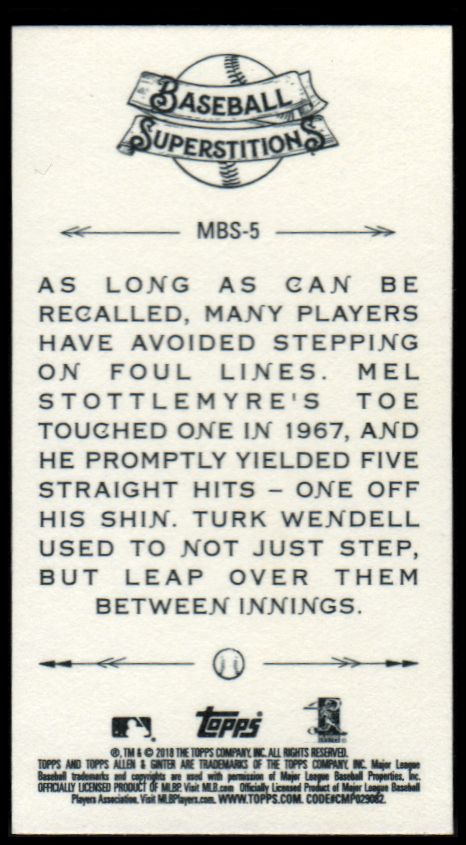 BASEBALL
SUPERSTITIONS
MBS-5
AS LONG AS CAN BE
RECALLED, MANY PLAYERS
HAVE AVOIDED STEPPING
ON FOUL LINES. MEL
STOTTLEMYRE'S TOE
TOUCHED ONE IN 1967, AND
HE PROMPTLY YIELDED FIVE
STRAIGHT HITS – ONE OFF
HIS SHIN. TURK WENDELL
USED TO NOT JUST STEP,
BUT LEAP OVER THEM
BETWEEN INNINGS.
Topps
®, TM & © 2018 THE TOPPS COMPANY, INC. ALL RIGHTS RESERVED.
TOPPS AND TOPPS ALLEN & GINTER ARE TRADEMARKS OF THE TOPPS COMPANY, INC. Major League
Baseball trademarks and copyrights are used with permission of Major League Baseball Properties, Inc.
OFFICIALLY LICENSED PRODUCT OF MLBP. Visit MLB.com Officially Licensed Product of Major League Baseball
Players Association. Visit MLBPlayers.com. WWW.TOPPS.COM. CODE#CMP029082.